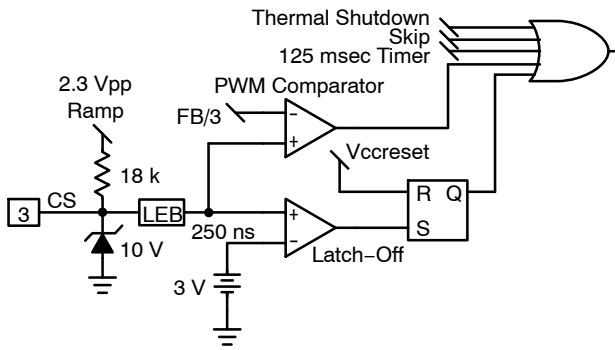 Thermal Shutdown
Skip
125 msec Timer
2.3 Vpp
Ramp
PWM Comparator
FB/3
−
+
Vccreset
18 k
3
CS
LEB
R Q
S
+
−
250 ns
10 V
Latch−Off
3 V